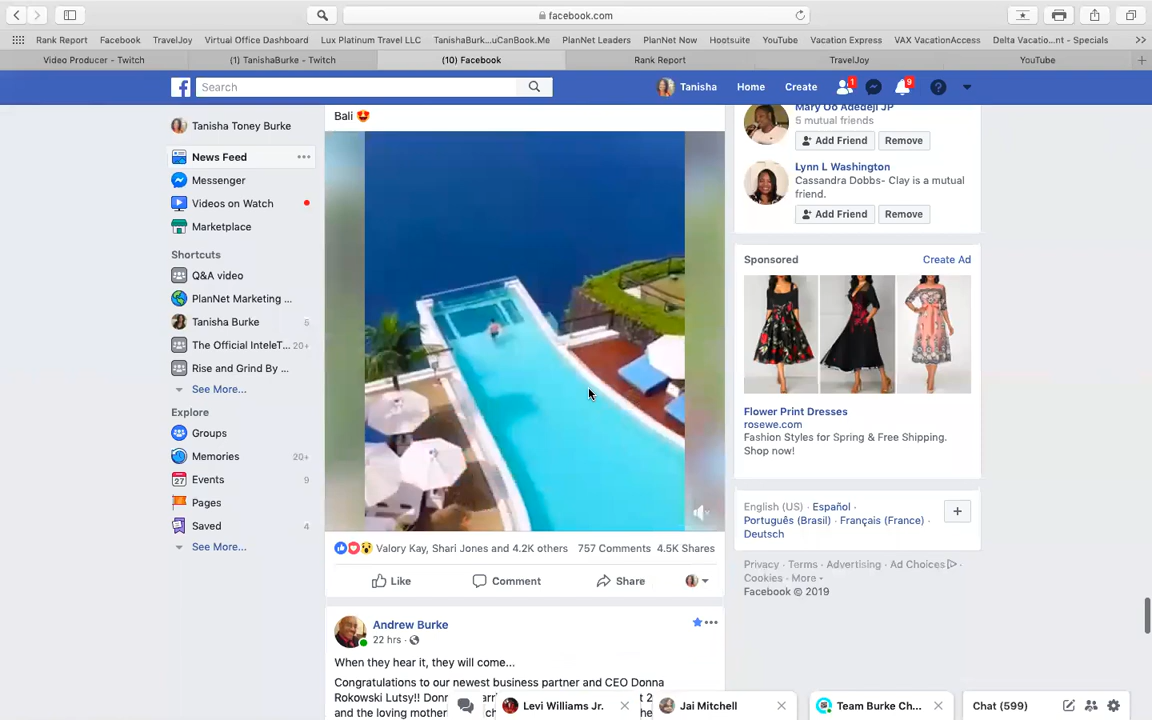 facebook.com
Rank Report Facebook TravelJoy Virtual Office Dashboard Lux Platinum Travel LLC TanishaBurk...uCanBook.Me PlanNet Leaders PlanNet Now Hootsuite YouTube Vacation Express VAX VacationAccess Delta Vacatio...nt - Specials >>
Video Producer - Twitch (1) TanishaBurke - Twitch (10) Facebook Rank Report TravelJoy YouTube
Search Tanisha Home Create 1 9
Tanisha Toney Burke
News Feed
Messenger
Videos on Watch
Marketplace
Shortcuts
Q&A video
PlanNet Marketing ...
Tanisha Burke 5
The Official InteleT... 20+
Rise and Grind By ...
See More...
Explore
Groups
Memories 20+
27 Events 9
Pages
Saved 4
See More...
Bali
Valory Kay, Shari Jones and 4.2K others 757 Comments 4.5K Shares
Like Comment Share
Andrew Burke
22 hrs ·
When they hear it, they will come...
Congratulations to our newest business partner and CEO Donna
Rokowski Lutsy!!
and the loving mother
Mary Oo Adedeji JP
5 mutual friends
Add Friend Remove
Lynn L Washington
Cassandra Dobbs- Clay is a mutual
friend.
Add Friend Remove
Sponsored Create Ad
Flower Print Dresses
rosewe.com
Fashion Styles for Spring & Free Shipping.
Shop now!
English (US) · Español ·
Português (Brasil) · Français (France) ·
Deutsch
Privacy · Terms · Advertising · Ad Choices ·
Cookies · More
Facebook © 2019
Levi Williams Jr. Jai Mitchell Team Burke Ch... Chat (599)